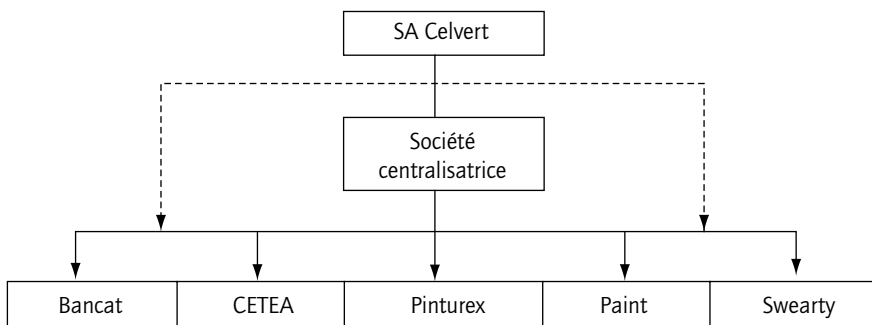 SA Celvert
Société
centralisatrice
Bancat
CETEA
Pinturex
Paint
Swearty